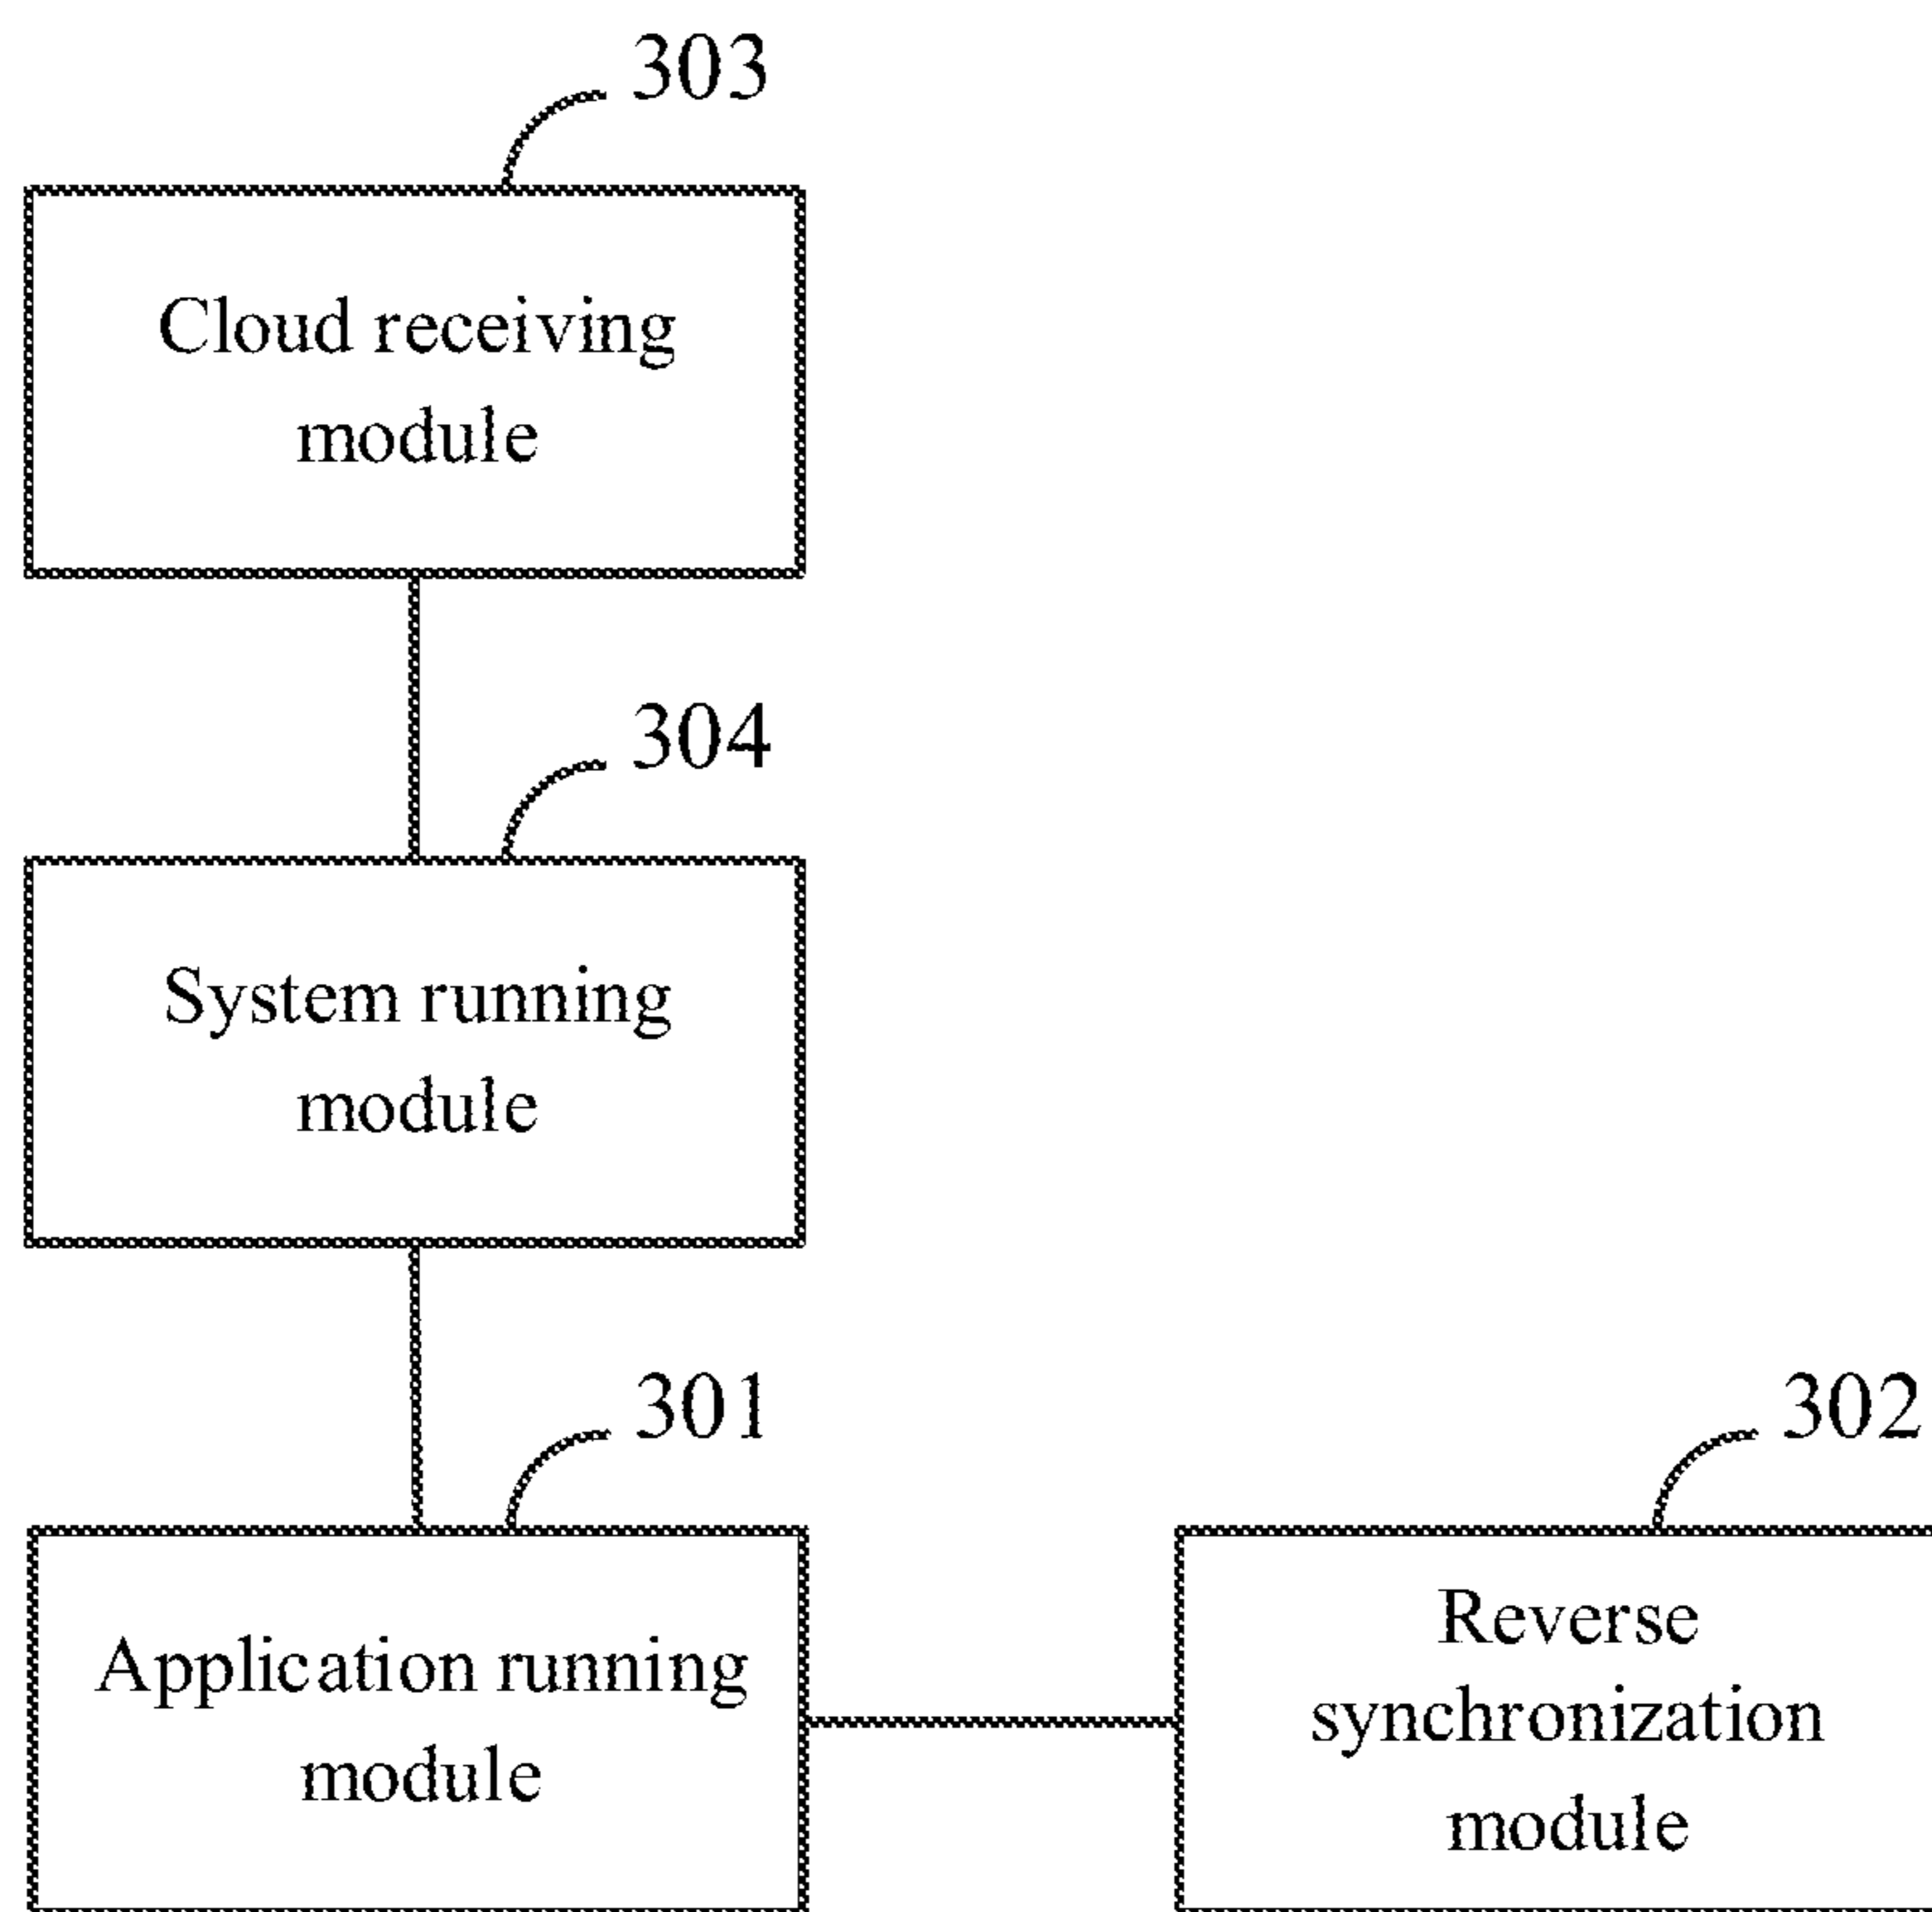 303
Cloud receiving
module
304
System running
module
301
Application running
module
302
Reverse
synchronization
module